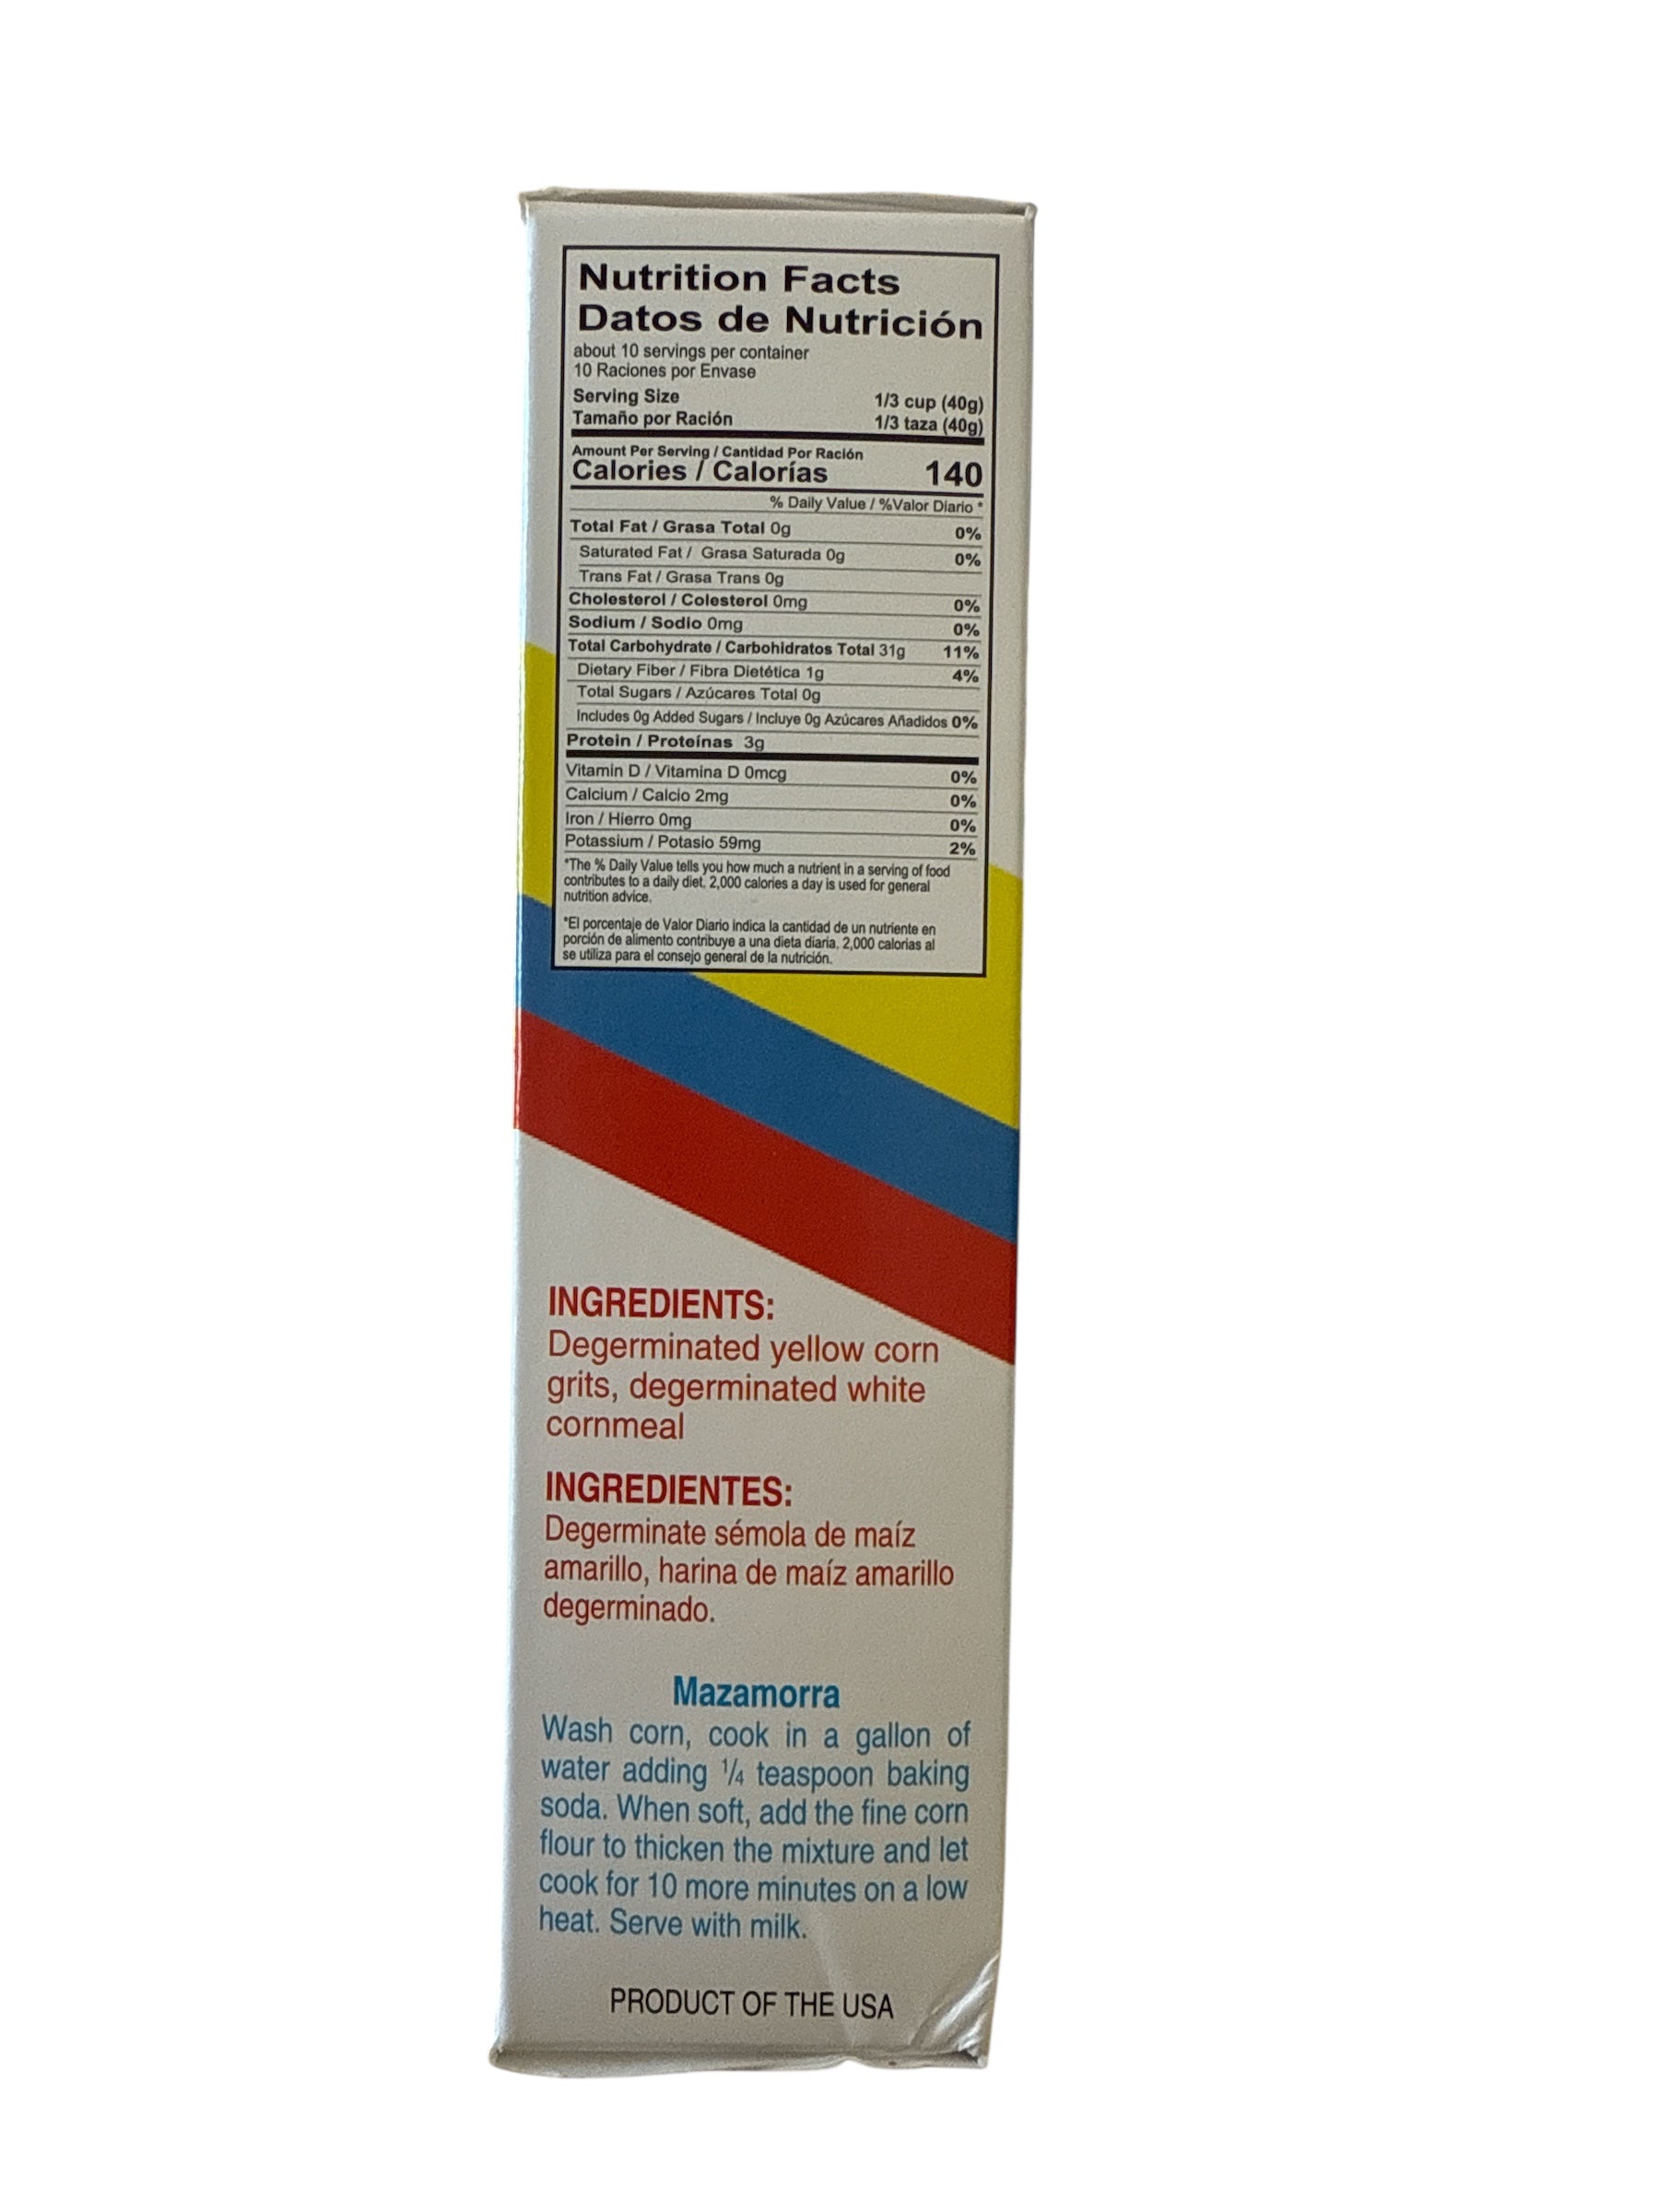 Nutrition Facts
Datos de Nutrición
about 10 servings per container
10 Raciones por Envase
Serving Size 1/3 cup (40g)
Tamaño por Ración 1/3 taza (40g)
Amount Per Serving / Cantidad Por Ración
Calories / Calorías 140
% Daily Value / %Valor Diario *
Total Fat / Grasa Total 0g 0%
Saturated Fat / Grasa Saturada 0g 0%
Trans Fat / Grasa Trans 0g
Cholesterol / Colesterol 0mg 0%
Sodium / Sodio 0mg 0%
Total Carbohydrate / Carbohidratos Total 31g 11%
Dietary Fiber / Fibra Dietética 1g 4%
Total Sugars / Azúcares Total 0g
Includes 0g Added Sugars / Incluye 0g Azúcares Añadidos 0%
Protein / Proteínas 3g
Vitamin D / Vitamina D 0mcg 0%
Calcium / Calcio 2mg 0%
Iron / Hierro 0mg 0%
Potassium / Potasio 59mg 2%
*The % Daily Value tells you how much a nutrient in a serving of food
contributes to a daily diet. 2,000 calories a day is used for general
nutrition advice.
*El porcentaje de Valor Diario indica la cantidad de un nutriente en
porción de alimento contribuye a una dieta diaria. 2,000 calorias al
se utiliza para el consejo general de la nutrición.
INGREDIENTS:
Degerminated yellow corn
grits, degerminated white
cornmeal
INGREDIENTES:
Degerminate sémola de maíz
amarillo, harina de maíz amarillo
degerminado.
Mazamorra
Wash corn, cook in a gallon of
water adding ¼ teaspoon baking
soda. When soft, add the fine corn
flour to thicken the mixture and let
cook for 10 more minutes on a low
heat. Serve with milk.
PRODUCT OF THE USA